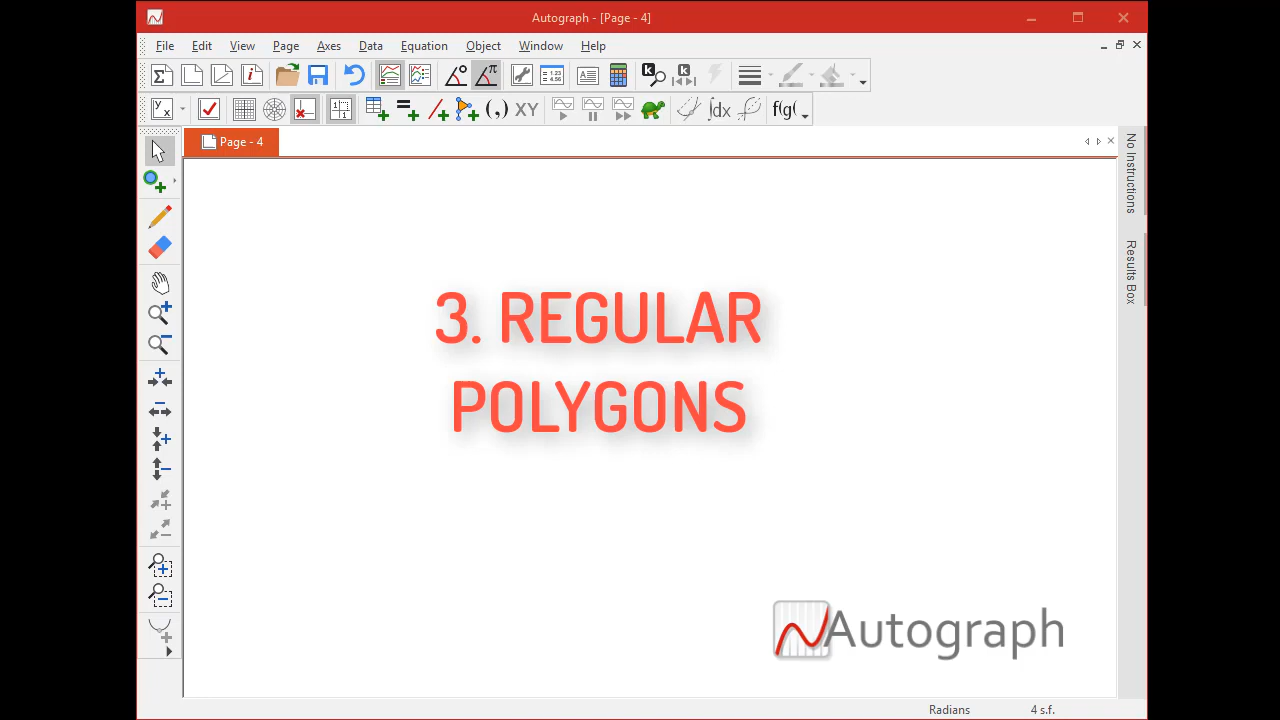 Autograph - [Page - 4]
File Edit View Page Axes Data Equation Object Window Help
Page - 4
3. REGULAR
POLYGONS
Autograph
No Instructions
Results Box
Radians 4 s.f.